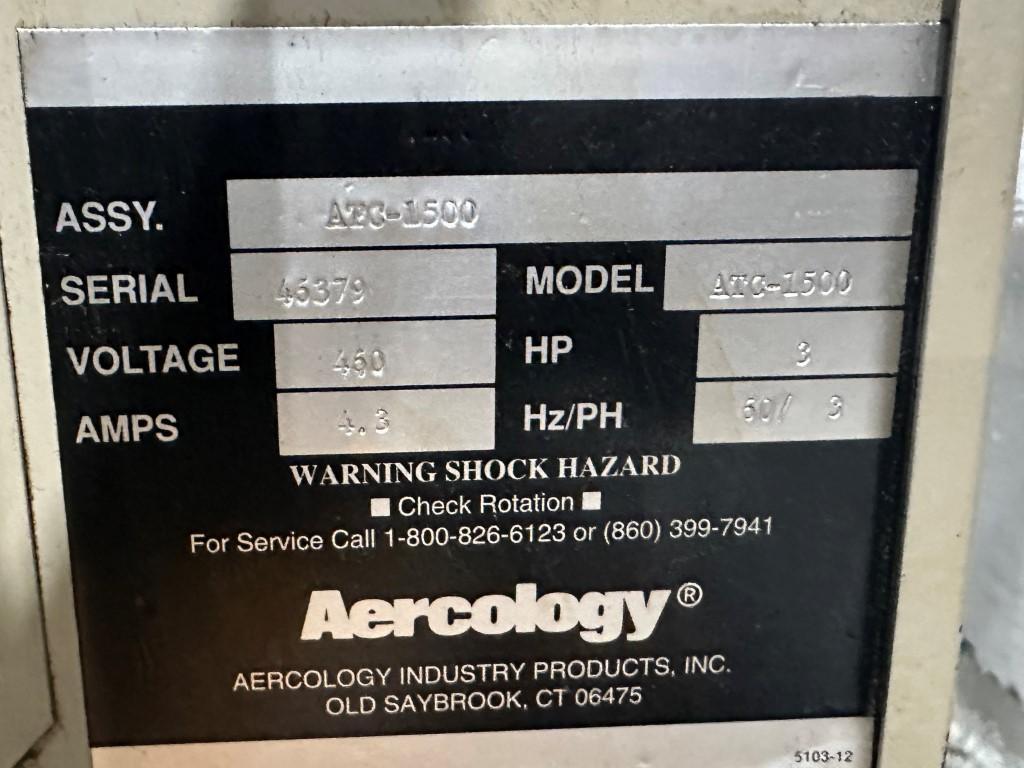 ASSY. ATC-1500
SERIAL 46379 MODEL ATC-1500
VOLTAGE 460 HP 3
AMPS 4.3 Hz/PH 60/ 3
WARNING SHOCK HAZARD
Check Rotation
For Service Call 1-800-826-6123 or (860) 399-7941
Aercology®
AERCOLOGY INDUSTRY PRODUCTS, INC.
OLD SAYBROOK, CT 06475
5103-12